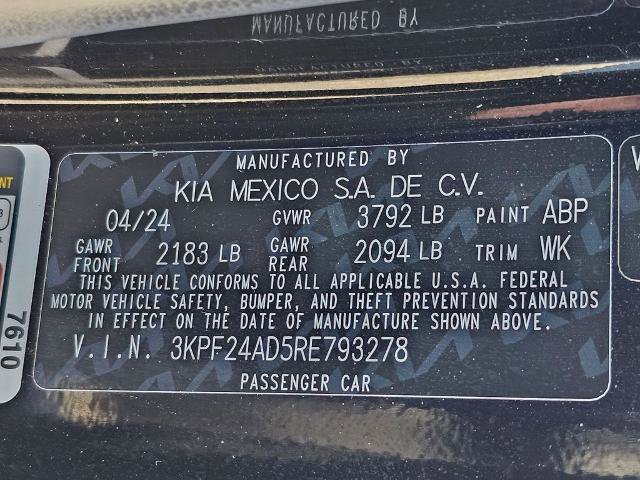 MANUFACTURED BY
MANUFACTURED BY
KIA MEXICO S.A. DE C.V.
04/24 GVWR 3792 LB PAINT ABP
GAWR FRONT 2183 LB GAWR REAR 2094 LB TRIM WK
THIS VEHICLE CONFORMS TO ALL APPLICABLE U.S.A. FEDERAL
MOTOR VEHICLE SAFETY, BUMPER, AND THEFT PREVENTION STANDARDS
IN EFFECT ON THE DATE OF MANUFACTURE SHOWN ABOVE.
V.I.N. 3KPF24AD5RE793278
PASSENGER CAR
7610